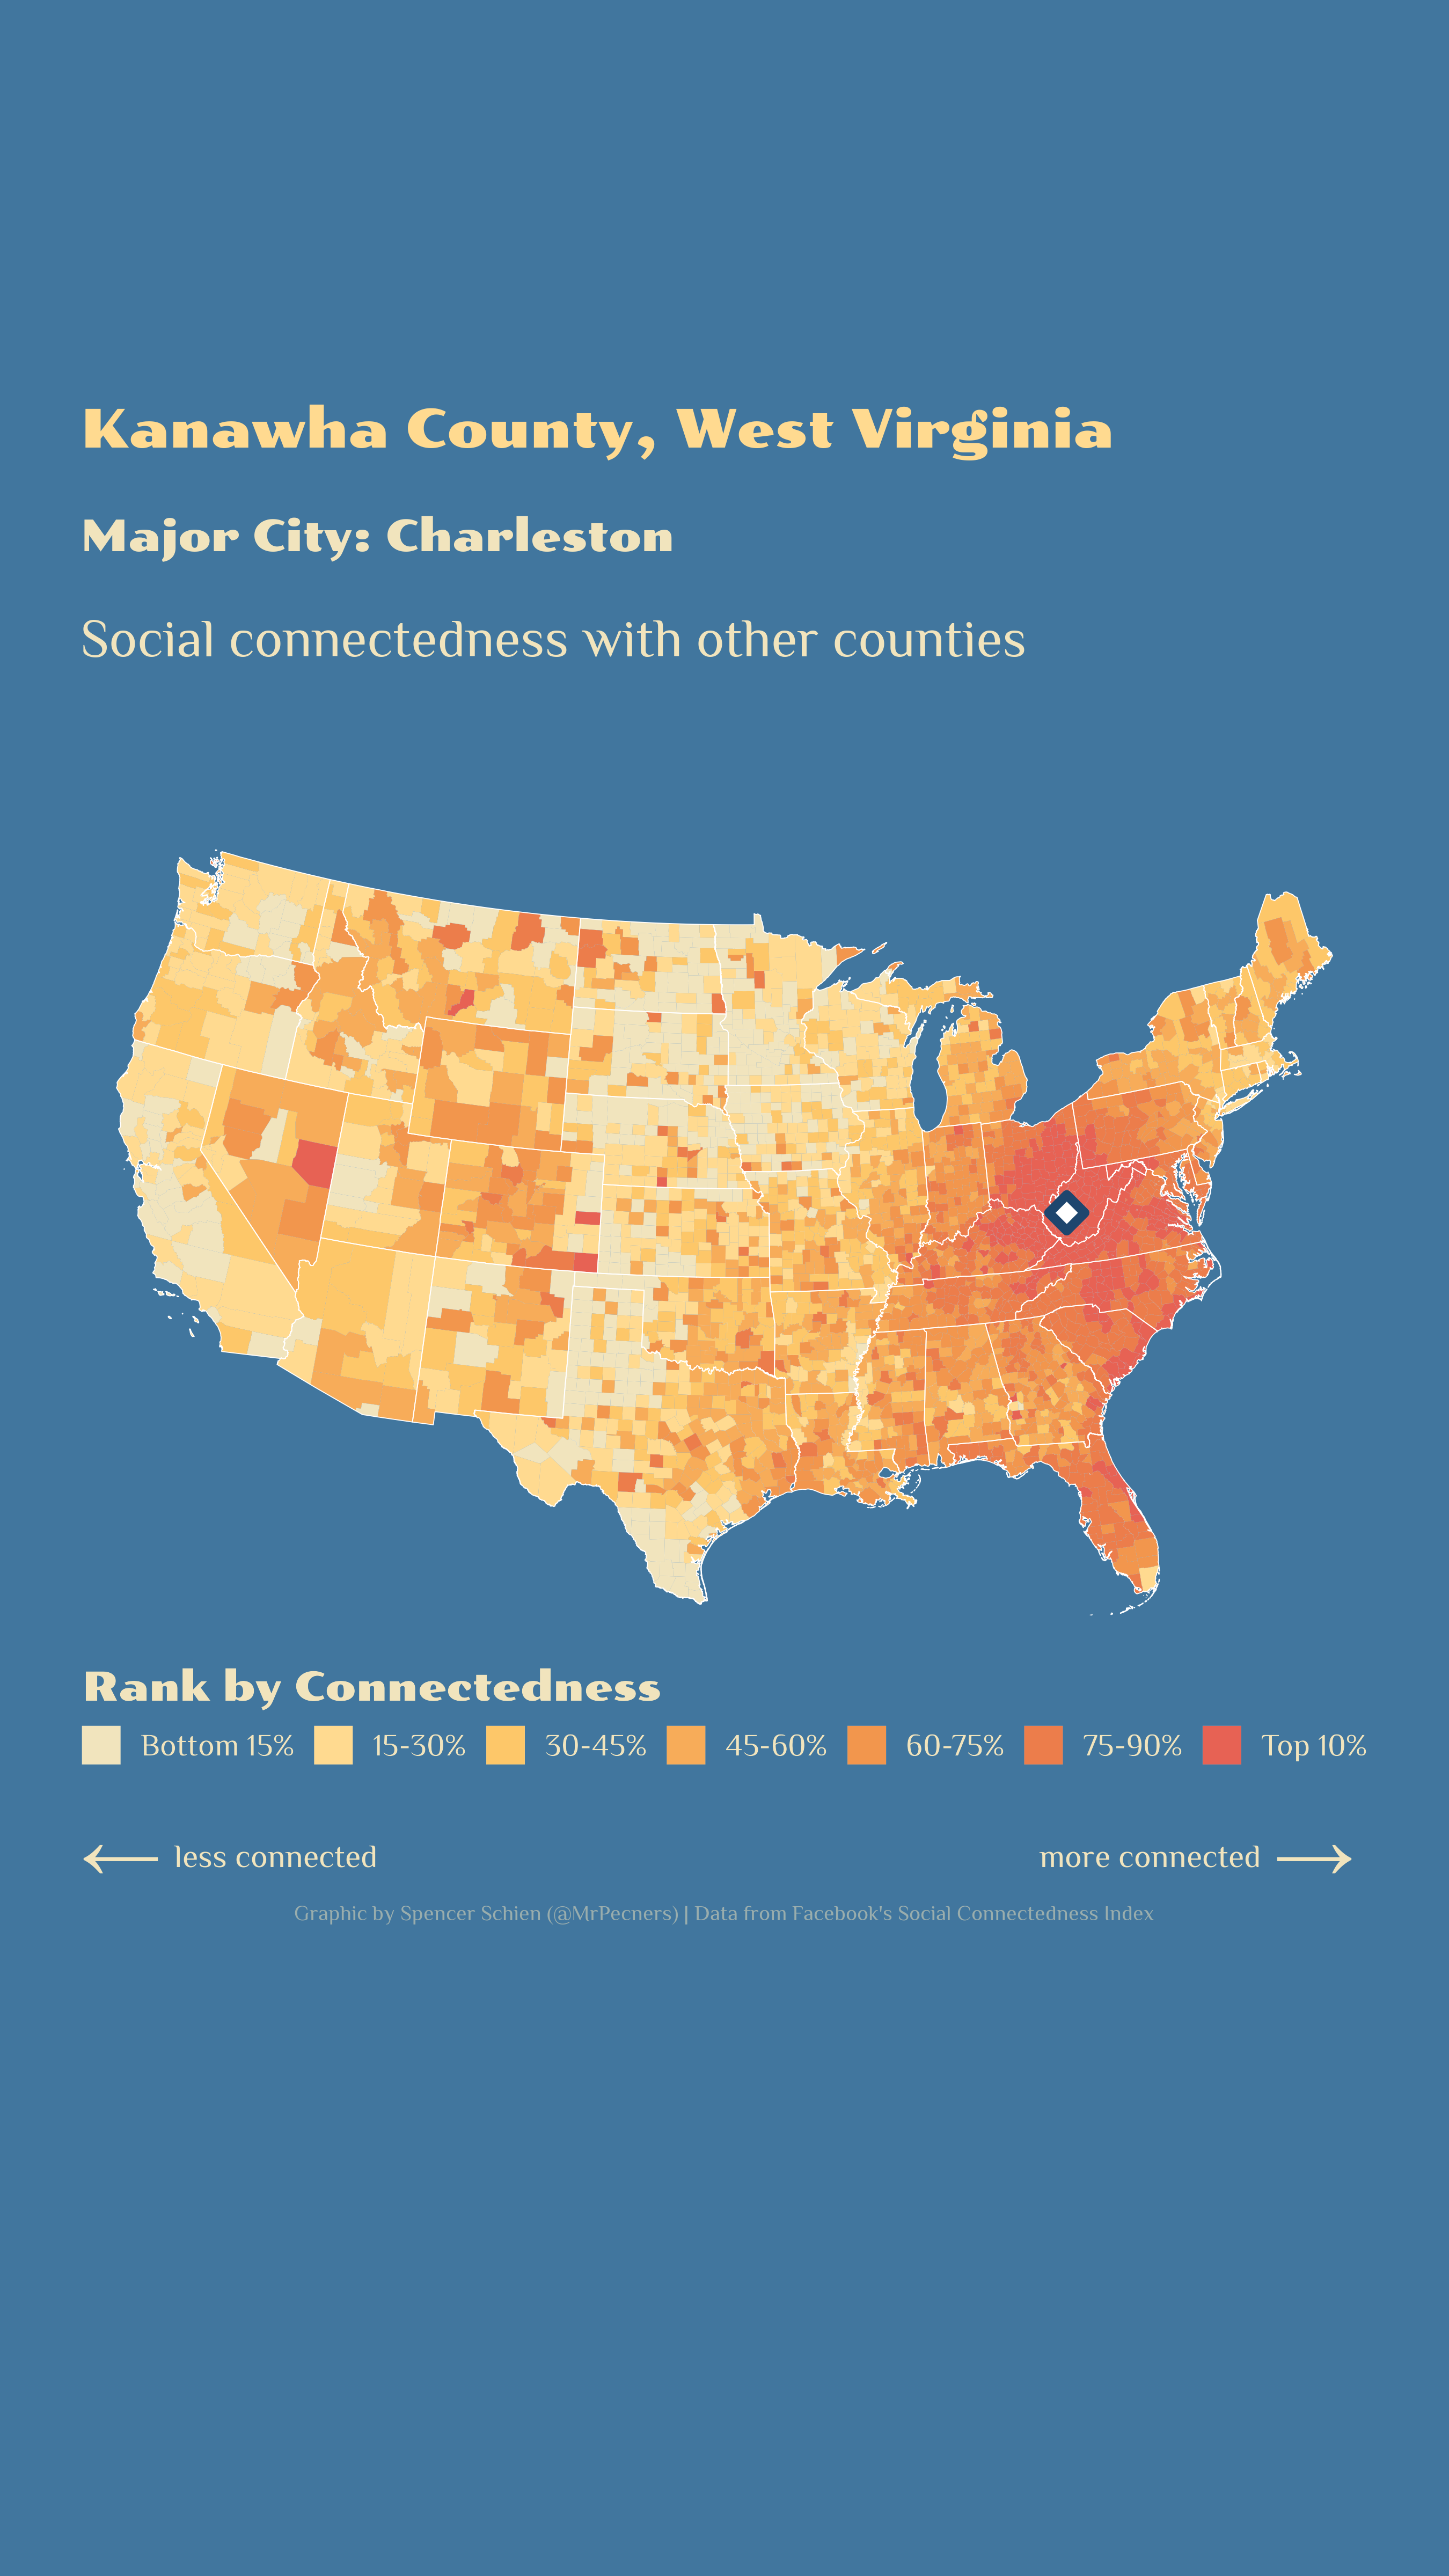 Kanawha County, West Virginia
Major City: Charleston
Social connectedness with other counties
Rank by Connectedness
Bottom 15% 15-30% 30-45% 45-60% 60-75% 75-90% Top 10%
← less connected more connected →
Graphic by Spencer Schien (@MrPecners) | Data from Facebook's Social Connectedness Index